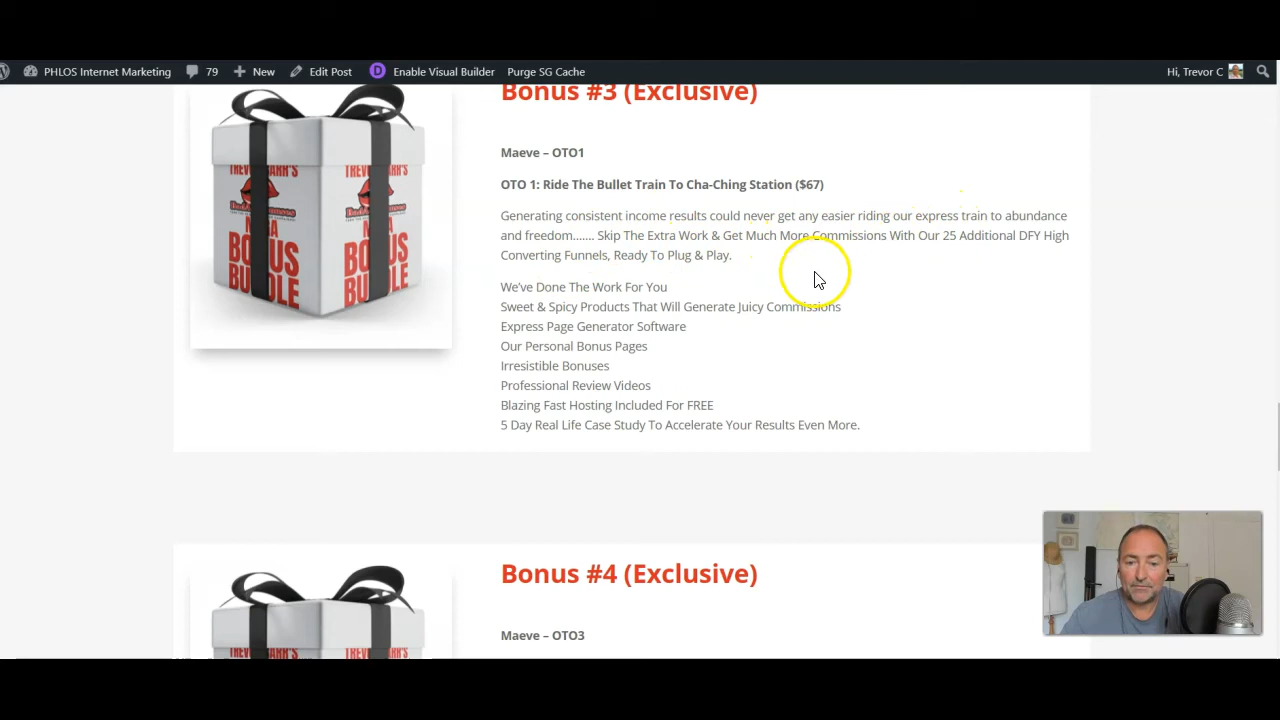 PHLOS Internet Marketing 79 New Edit Post D Enable Visual Builder Purge SG Cache Hi, Trevor C
Bonus #3 (Exclusive)
Maeve – OTO1
OTO 1: Ride The Bullet Train To Cha-Ching Station ($67)
Generating consistent income results could never get any easier riding our express train to abundance
and freedom……. Skip The Extra Work & Get Much More Commissions With Our 25 Additional DFY High
Converting Funnels, Ready To Plug & Play.
We've Done The Work For You
Sweet & Spicy Products That Will Generate Juicy Commissions
Express Page Generator Software
Our Personal Bonus Pages
Irresistible Bonuses
Professional Review Videos
Blazing Fast Hosting Included For FREE
5 Day Real Life Case Study To Accelerate Your Results Even More.
BONUS
BONUS
Bonus #4 (Exclusive)
Maeve – OTO3